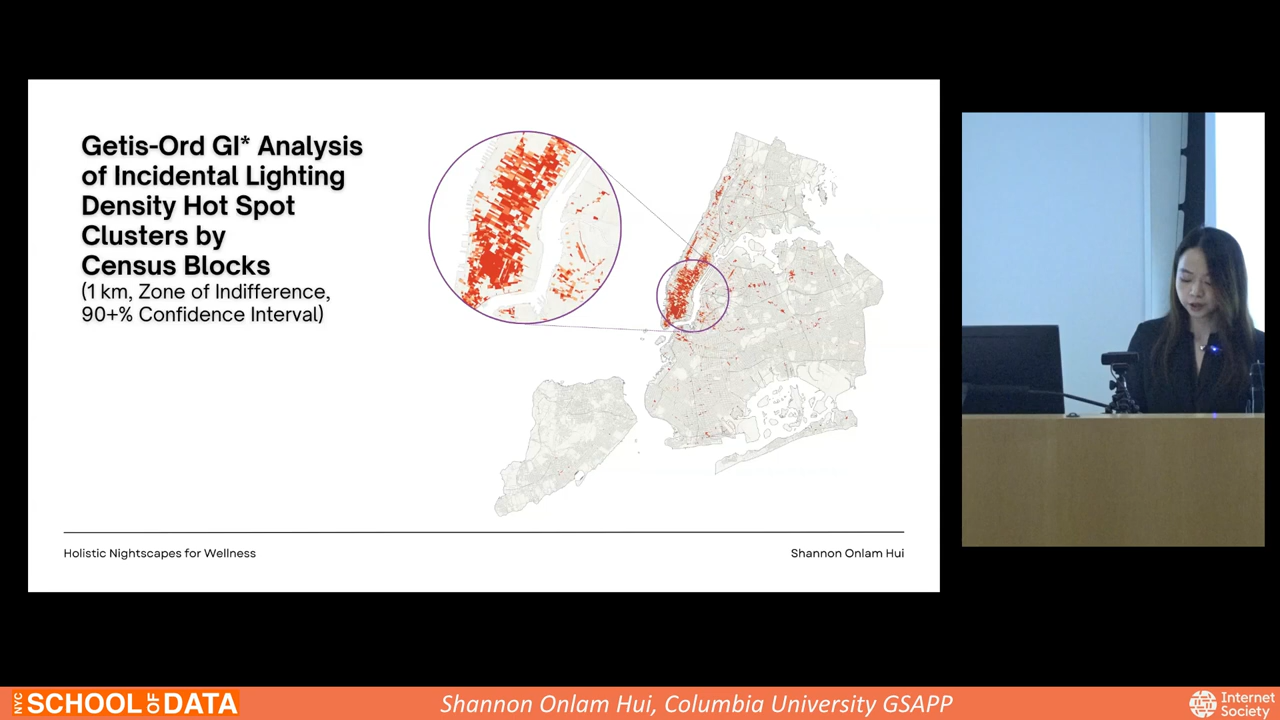 Getis-Ord GI* Analysis
of Incidental Lighting
Density Hot Spot
Clusters by
Census Blocks
(1 km, Zone of Indifference,
90+% Confidence Interval)
Holistic Nightscapes for Wellness
Shannon Onlam Hui
NYC SCHOOL OF DATA
Shannon Onlam Hui, Columbia University GSAPP
Internet
Society